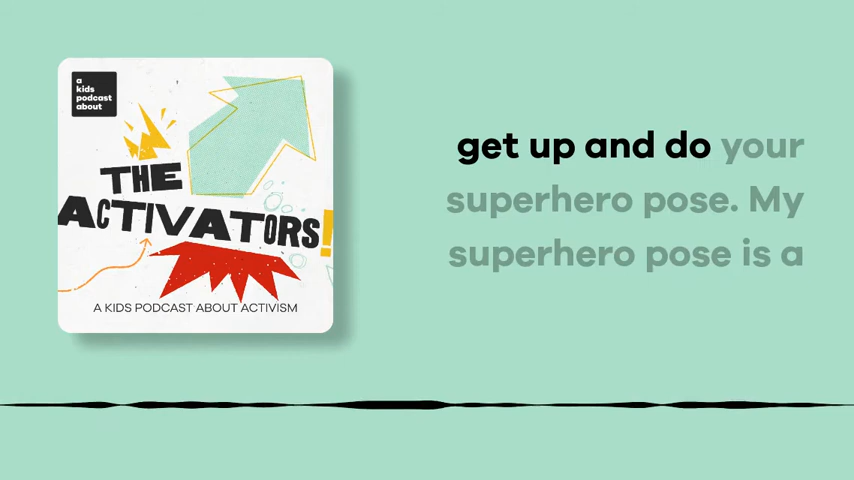 a
kids
podcast
about
THE
ACTIVATORS!
A KIDS PODCAST ABOUT ACTIVISM
get up and do your
superhero pose. My
superhero pose is a